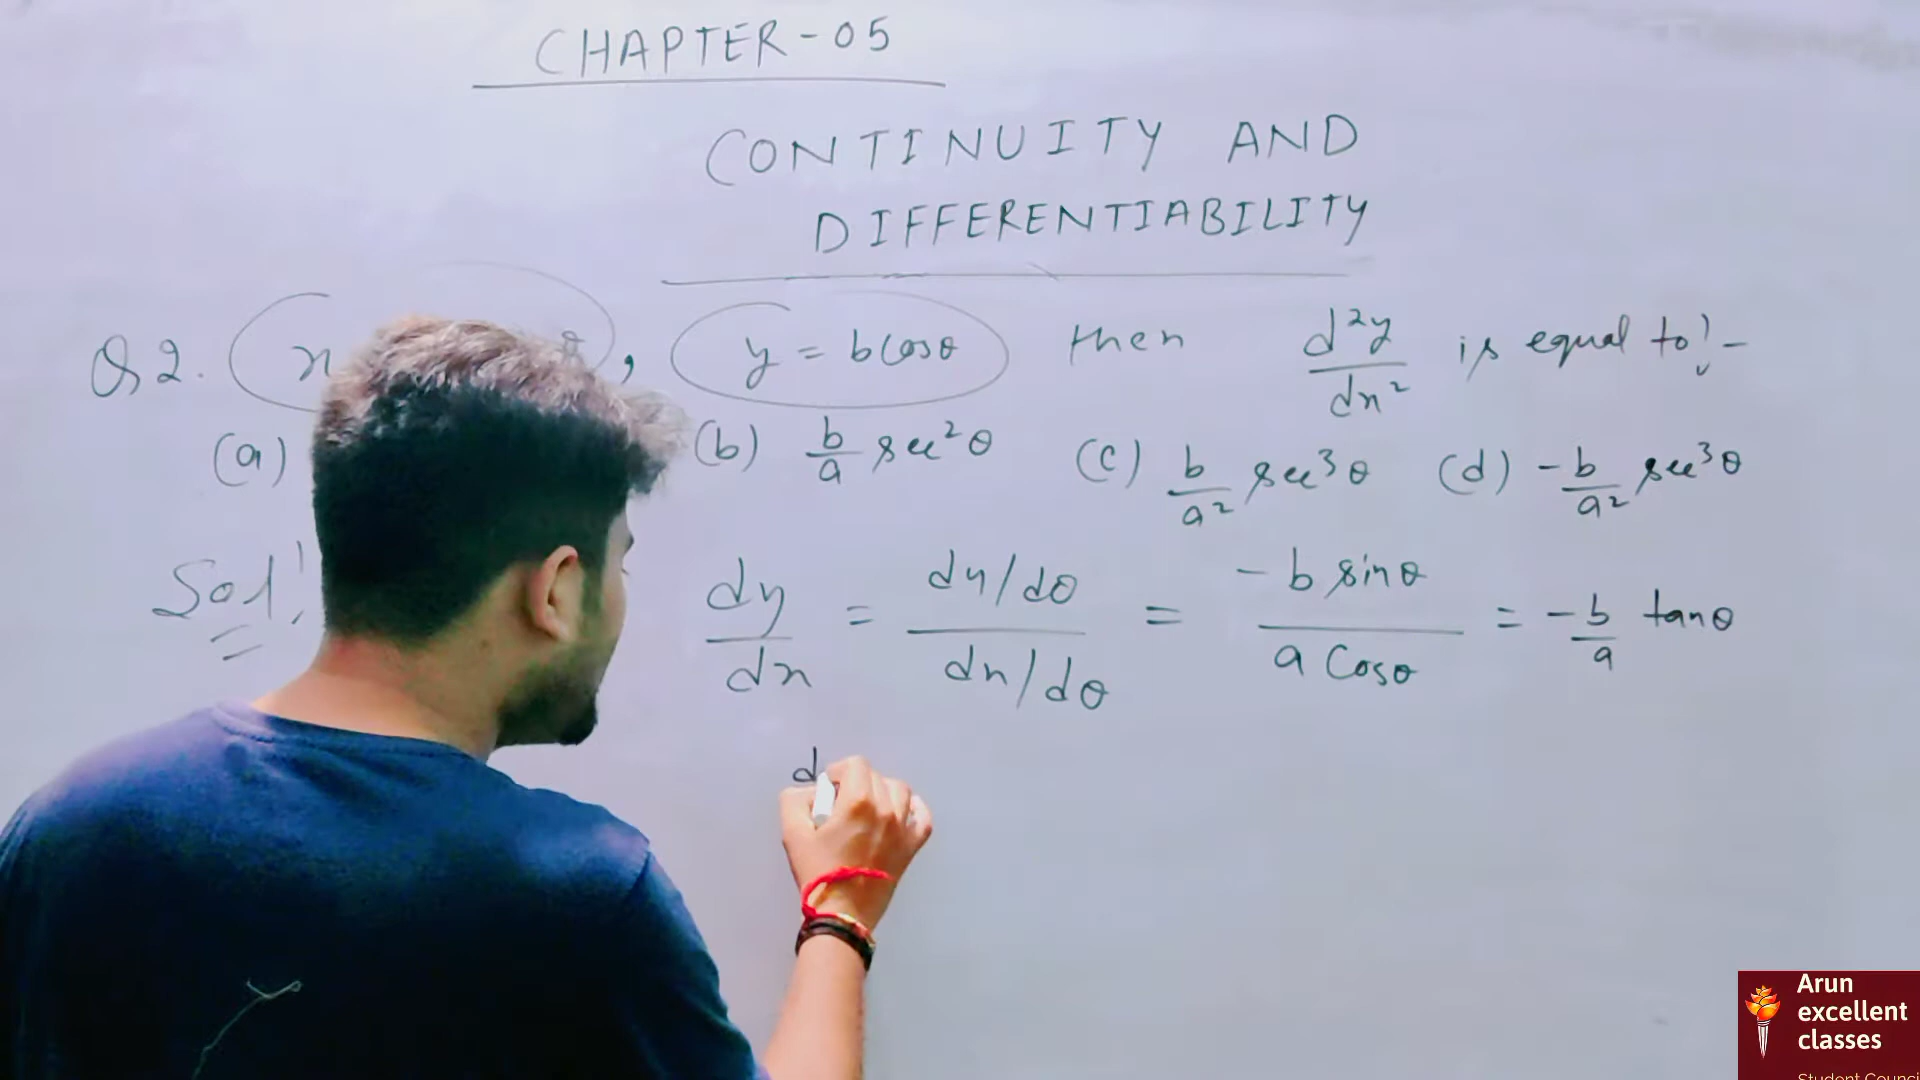 CHAPTER-05
CONTINUITY AND
DIFFERENTIABILITY
Q2. x θ, y = bcosθ then d²y/dx² is equal to:-
(a) (b) b/a sec²θ (c) b/a² sec³θ (d) -b/a² sec³θ
Sol: dy/dx = dy/dθ / dx/dθ = -b sinθ / a Cosθ = -b/a tanθ
d
Arun
excellent
classes